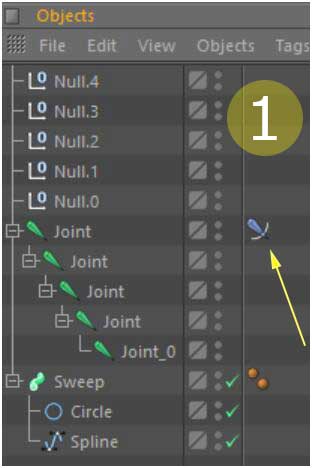 Objects
File Edit View Objects Tags
Null.4
Null.3
Null.2
Null.1
Null.0
Joint
Joint
Joint
Joint
Joint_0
Sweep
Circle
Spline
1